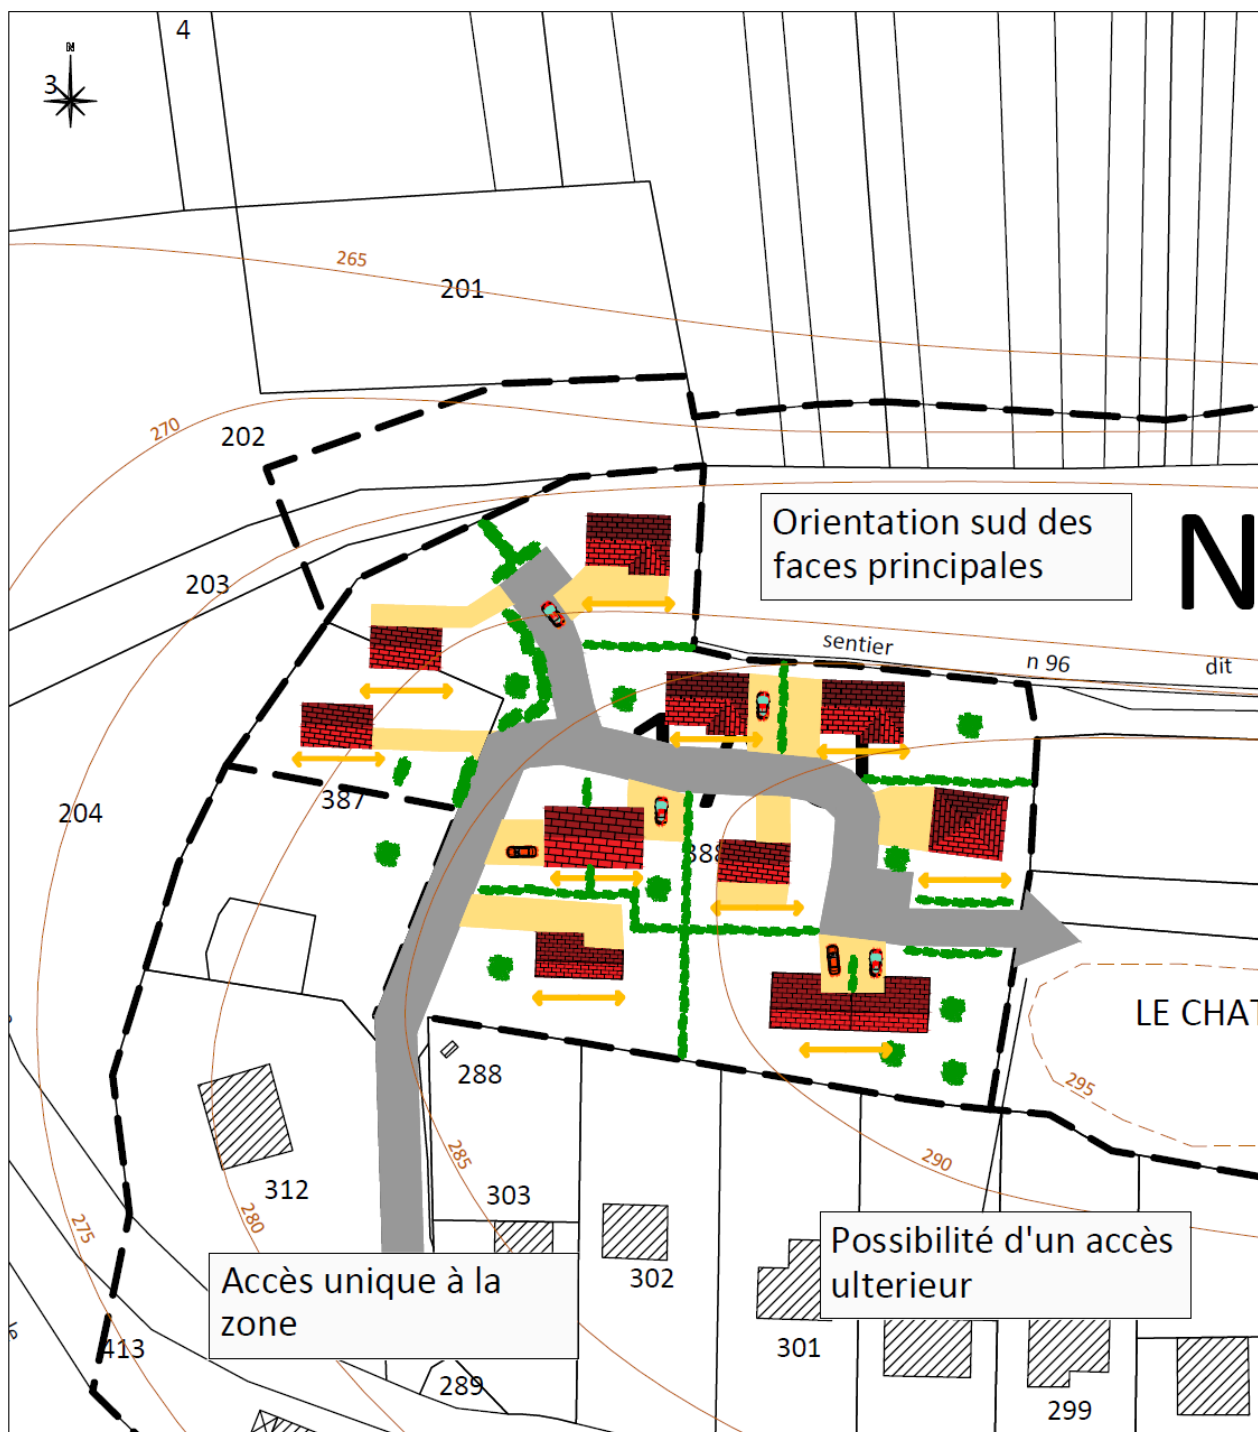 4
N
3
265
201
270
202
Orientation sud des
faces principales
N
203
sentier
n 96
dit
204
387
388
LE CHAT
295
288
285
290
312
303
280
275
302
Possibilité d'un accès
ulterieur
Accès unique à la
zone
413
301
289
299